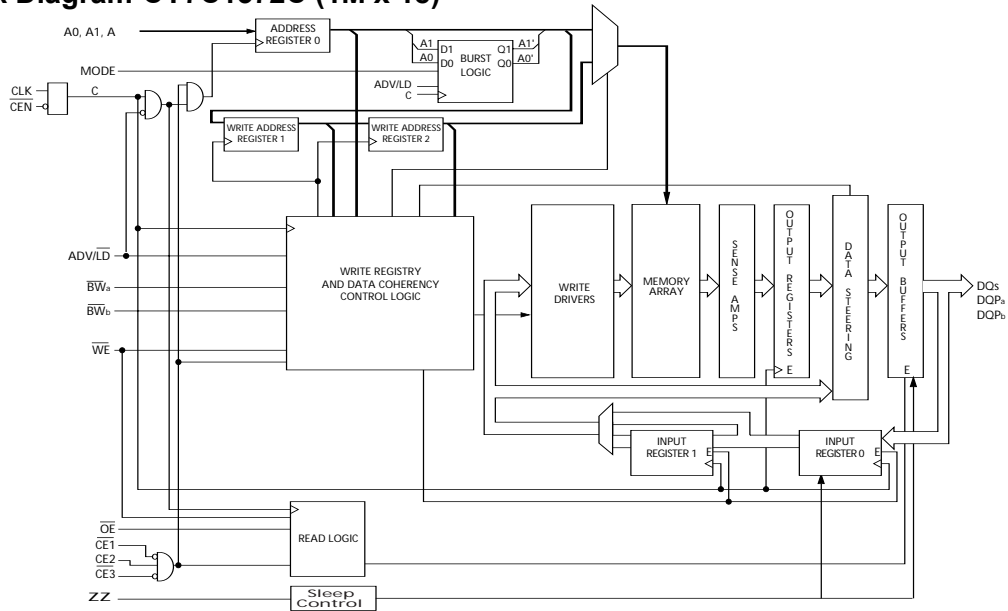 Diagram
(1M x 18)
A0, A1, A
ADDRESS
REGISTER 0
A1
A0
D1
D0
BURST
LOGIC
Q1
Q0
A1'
A0'
MODE
ADV/LD
C
CLK
CEN
C
WRITE ADDRESS
REGISTER 1
WRITE ADDRESS
REGISTER 2
ADV/LD
BWa
BWb
WE
WRITE REGISTRY
AND DATA COHERENCY
CONTROL LOGIC
WRITE
DRIVERS
MEMORY
ARRAY
SENSE AMPS
OUTPUT REGISTERS
E
DATA STEERING
OUTPUT BUFFERS
E
DQs
DQPa
DQPb
INPUT
REGISTER 1
E
INPUT
REGISTER 0
E
OE
CE1
CE2
CE3
READ LOGIC
ZZ
Sleep
Control